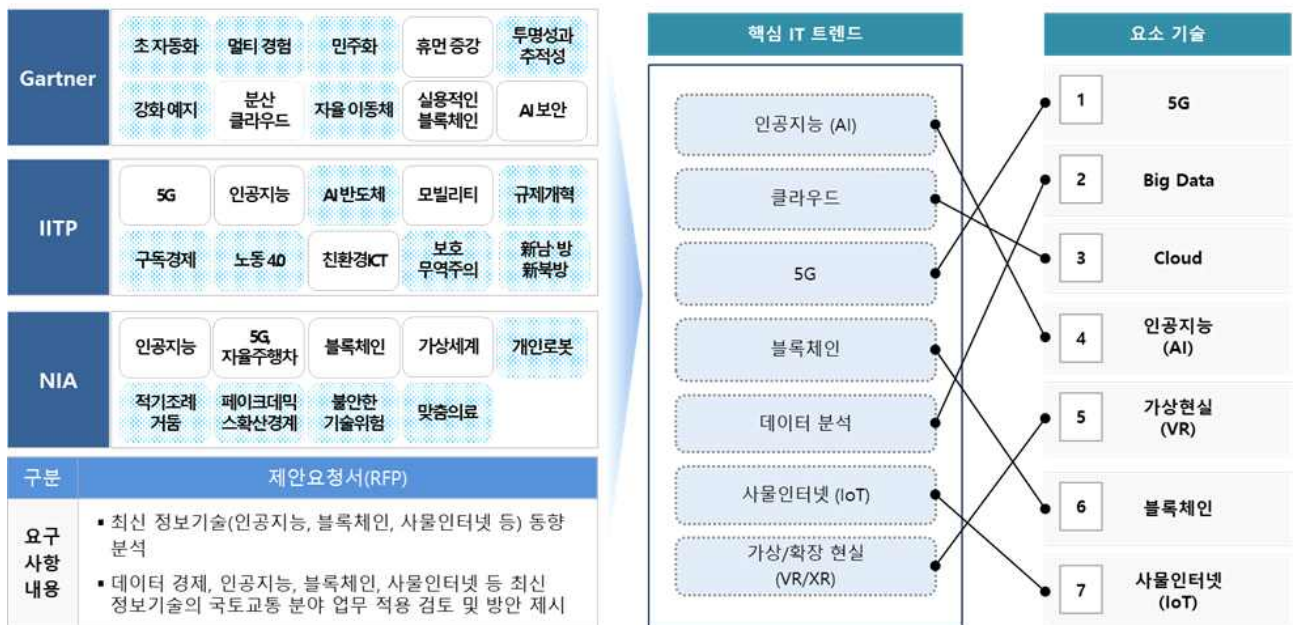 Gartner
초 자동화
멀티 경험
민주화
휴먼 증강
투명성과
추적성
강화 예지
분산
클라우드
자율 이동체
실용적인
블록체인
AI 보안
IITP
5G
인공지능
AI 반도체
모빌리티
규제개혁
구독경제
노동 4.0
친환경ICT
보호
무역주의
新남·방
新북방
NIA
인공지능
5G,
자율주행차
블록체인
가상세계
개인로봇
적기조례
거둠
페이크데믹
스확산경계
불안한
기술위험
맞춤의료
구분
제안요청서(RFP)
요구
사항
내용
▪ 최신 정보기술(인공지능, 블록체인, 사물인터넷 등) 동향
분석
▪ 데이터 경제, 인공지능, 블록체인, 사물인터넷 등 최신
정보기술의 국토교통 분야 업무 적용 검토 및 방안 제시
핵심 IT 트렌드
인공지능 (AI)
클라우드
5G
블록체인
데이터 분석
사물인터넷 (IoT)
가상/확장 현실
(VR/XR)
요소 기술
1 5G
2 Big Data
3 Cloud
4 인공지능
(AI)
5 가상현실
(VR)
6 블록체인
7 사물인터넷
(IoT)